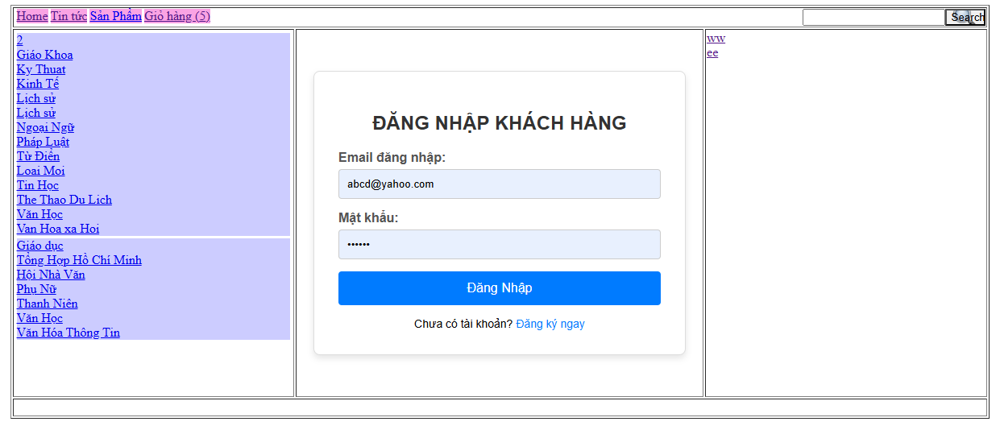 Home Tin tức Sản Phẩm Giỏ hàng (5) Search
2
Giáo Khoa
Ky Thuat
Kinh Tế
Lịch sử
Lịch sử
Ngoại Ngữ
Pháp Luật
Từ Điển
Loai Moi
Tin Học
The Thao Du Lich
Văn Học
Van Hoa xa Hoi
Giáo dục
Tổng Hợp Hồ Chí Minh
Hội Nhà Văn
Phụ Nữ
Thanh Niên
Văn Học
Văn Hóa Thông Tin
ĐĂNG NHẬP KHÁCH HÀNG
Email đăng nhập:
abcd@yahoo.com
Mật khẩu:
••••••
Đăng Nhập
Chưa có tài khoản? Đăng ký ngay
ww
ee